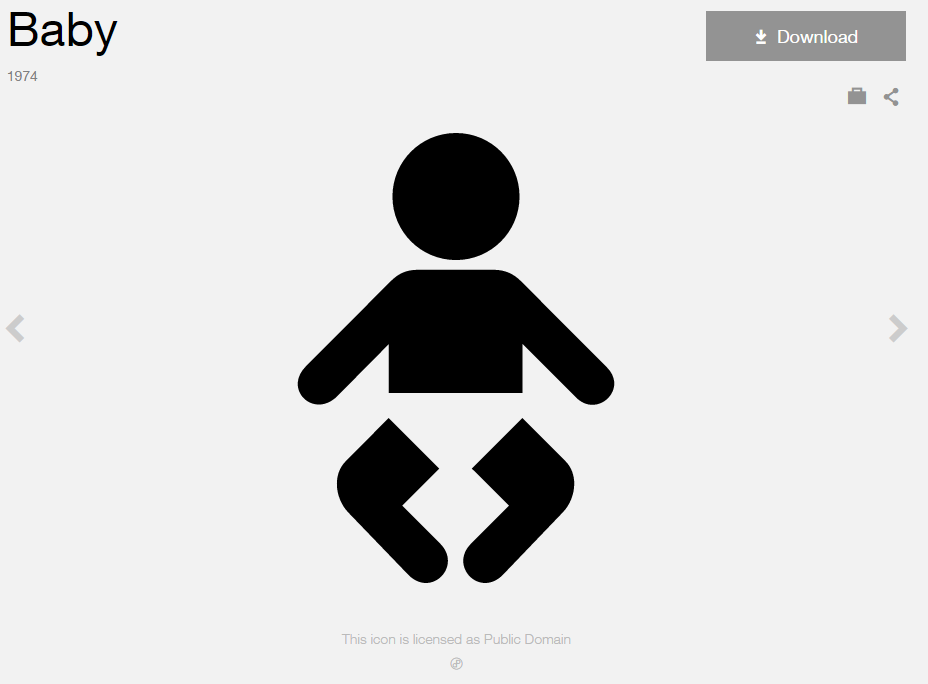 Baby
Download
1974
This icon is licensed as Public Domain